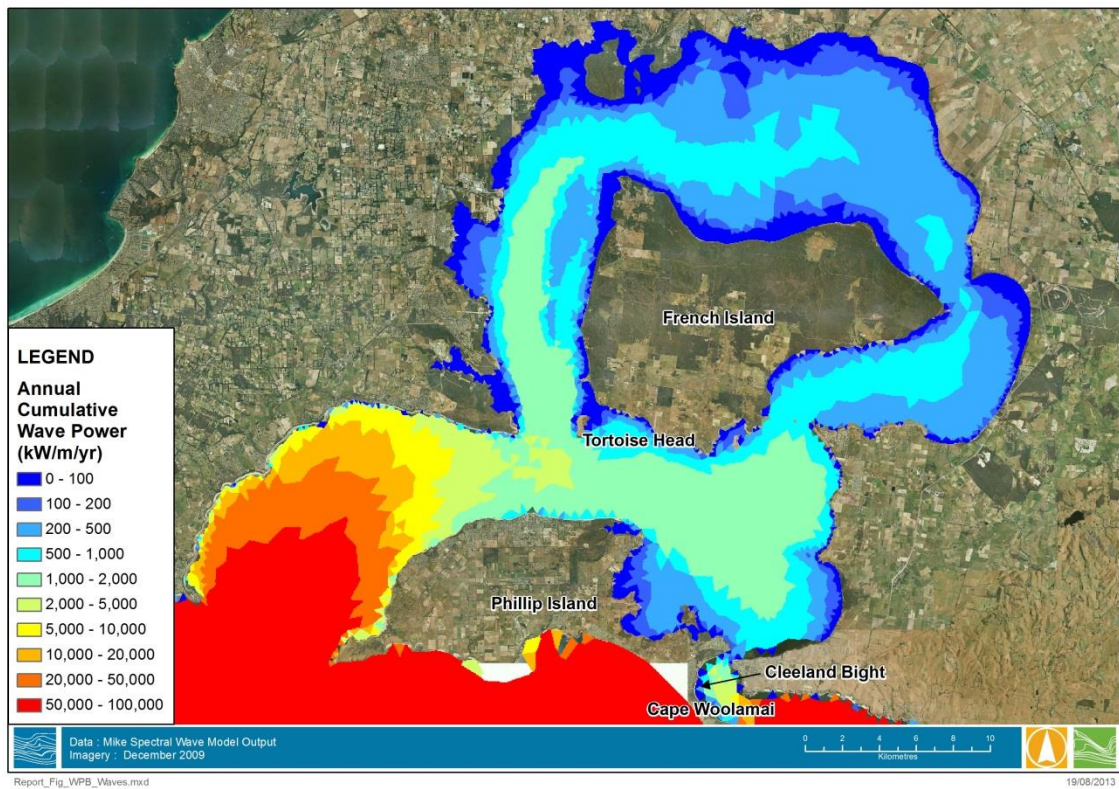 French Island
Tortoise Head
Phillip Island
Cleeland Bight
Cape Woolamai
LEGEND
Annual
Cumulative
Wave Power
(kW/m/yr)
0 - 100
100 - 200
200 - 500
500 - 1,000
1,000 - 2,000
2,000 - 5,000
5,000 - 10,000
10,000 - 20,000
20,000 - 50,000
50,000 - 100,000
Data : Mike Spectral Wave Model Output
Imagery : December 2009
0 2 4 6 8 10
Kilometres
Report_Fig_WPB_Waves.mxd
19/08/2013